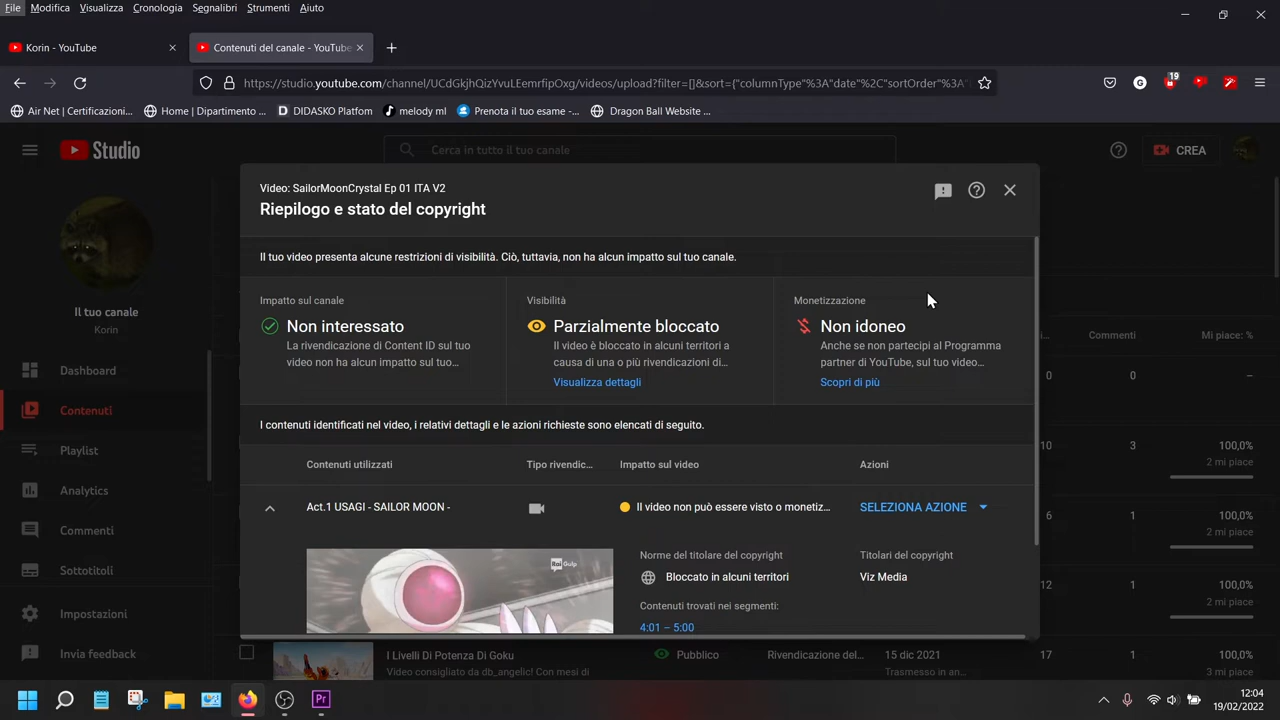 File Modifica Visualizza Cronologia Segnalibri Strumenti Aiuto
Korin - YouTube
Contenuti del canale - YouTube
https://studio.youtube.com/channel/UCdGkjhQizYvuLEemrfipOxg/videos/upload?filter=[]&sort={"columnType"%3A"date"%2C"sortOrder"%3A
19
Air Net | Certificazioni...
Home | Dipartimento ...
DIDASKO Platfom
melody ml
Prenota il tuo esame -...
Dragon Ball Website ...
Studio
Cerca in tutto il tuo canale
CREA
Video: SailorMoonCrystal Ep 01 ITA V2
Riepilogo e stato del copyright
Il tuo video presenta alcune restrizioni di visibilità. Ciò, tuttavia, non ha alcun impatto sul tuo canale.
Impatto sul canale
Non interessato
La rivendicazione di Content ID sul tuo
video non ha alcun impatto sul tuo...
Visibilità
Parzialmente bloccato
Il video è bloccato in alcuni territori a
causa di una o più rivendicazioni di...
Visualizza dettagli
Monetizzazione
Non idoneo
Anche se non partecipi al Programma
partner di YouTube, sul tuo video...
Scopri di più
I contenuti identificati nel video, i relativi dettagli e le azioni richieste sono elencati di seguito.
Contenuti utilizzati
Tipo rivendic...
Impatto sul video
Azioni
Act.1 USAGI - SAILOR MOON -
Il video non può essere visto o monetiz...
SELEZIONA AZIONE
Rai Gulp
Norme del titolare del copyright
Bloccato in alcuni territori
Contenuti trovati nei segmenti:
4:01 – 5:00
Titolari del copyright
Viz Media
Il tuo canale
Korin
Dashboard
Contenuti
Playlist
Analytics
Commenti
Sottotitoli
Impostazioni
Invia feedback
Commenti
Mi piace: %
0 0 –
10 3 100,0%
2 mi piace
6 1 100,0%
2 mi piace
12 1 100,0%
4 mi piace
I Livelli Di Potenza Di Goku
Video consigliato da db_angelic! Con mesi di
Pubblico
Rivendicazione del...
15 dic 2021
Trasmesso in an...
17 1 100,0%
3 mi piace
12:04
19/02/2022